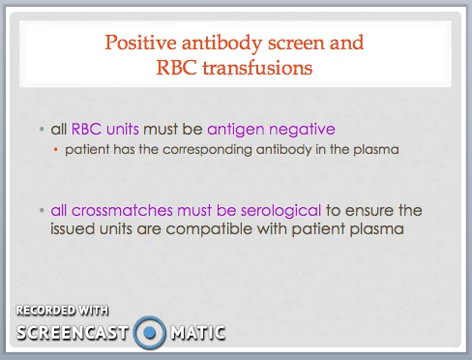 Positive antibody screen and
RBC transfusions
• all RBC units must be antigen negative
• patient has the corresponding antibody in the plasma
• all crossmatches must be serological to ensure the
issued units are compatible with patient plasma
RECORDED WITH
SCREENCAST MATIC